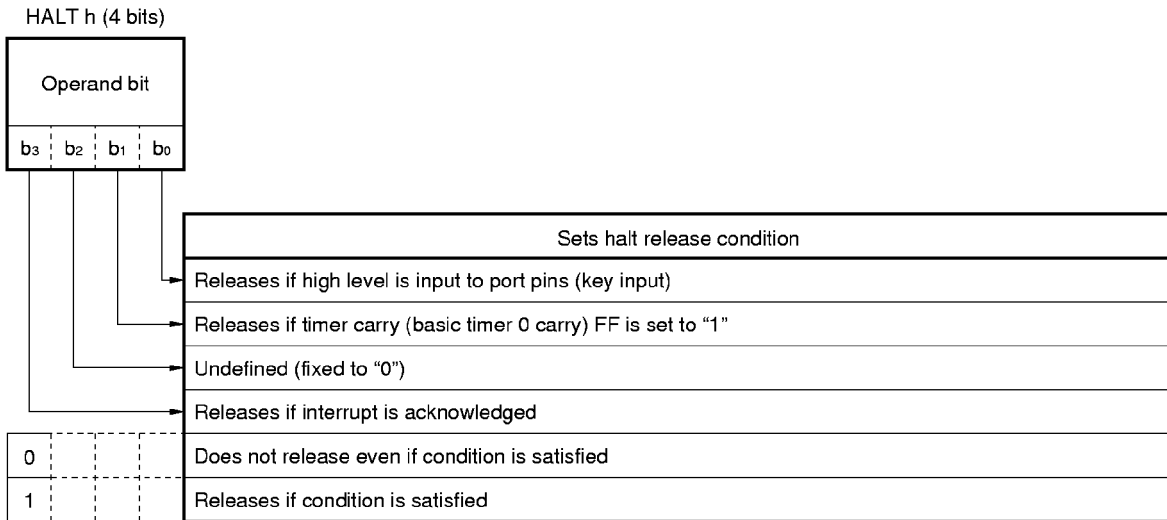 HALT h (4 bits)
Operand bit
b3 b2 b1 b0
Sets halt release condition
Releases if high level is input to port pins (key input)
Releases if timer carry (basic timer 0 carry) FF is set to “1”
Undefined (fixed to “0”)
Releases if interrupt is acknowledged
0 Does not release even if condition is satisfied
1 Releases if condition is satisfied